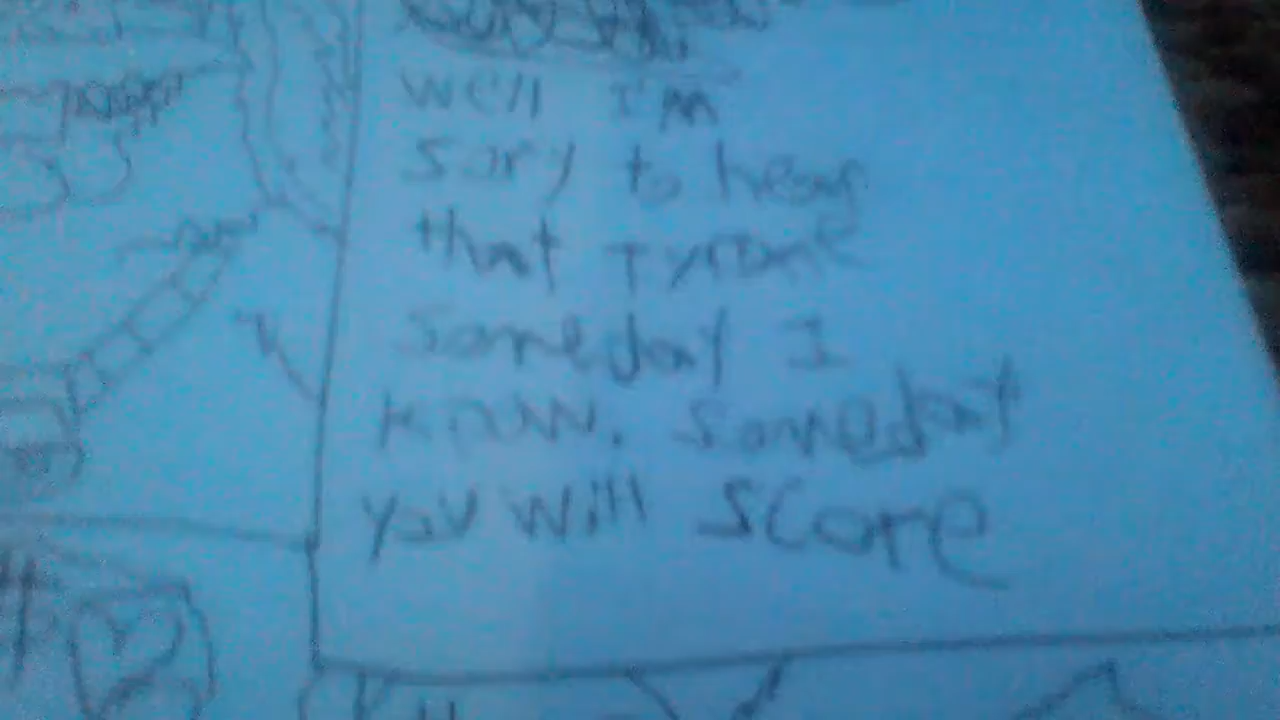 Well I'm
sory to hear
that Tyrone
Someday I
know. Someday
you will score